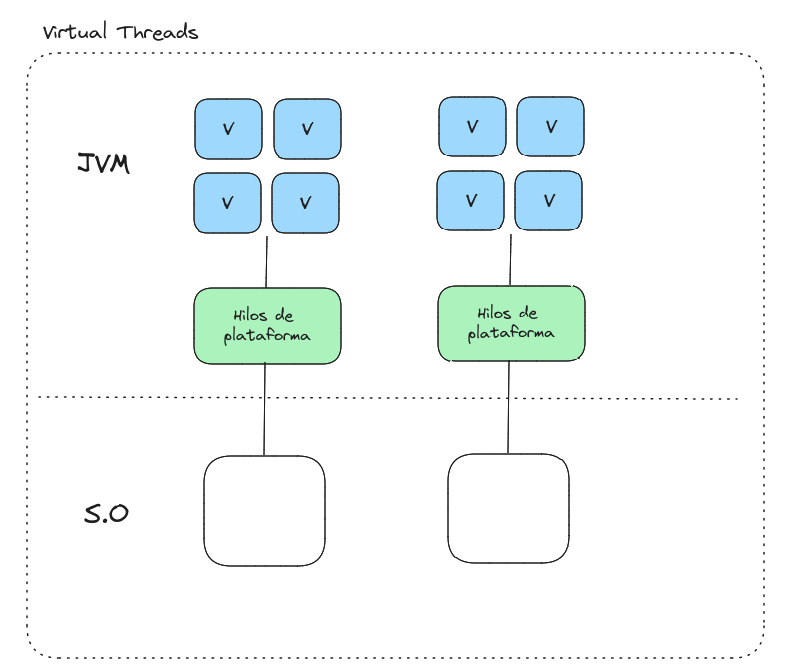 Virtual Threads
V V V V
JVM
V V V V
Hilos de
plataforma
Hilos de
plataforma
S.O